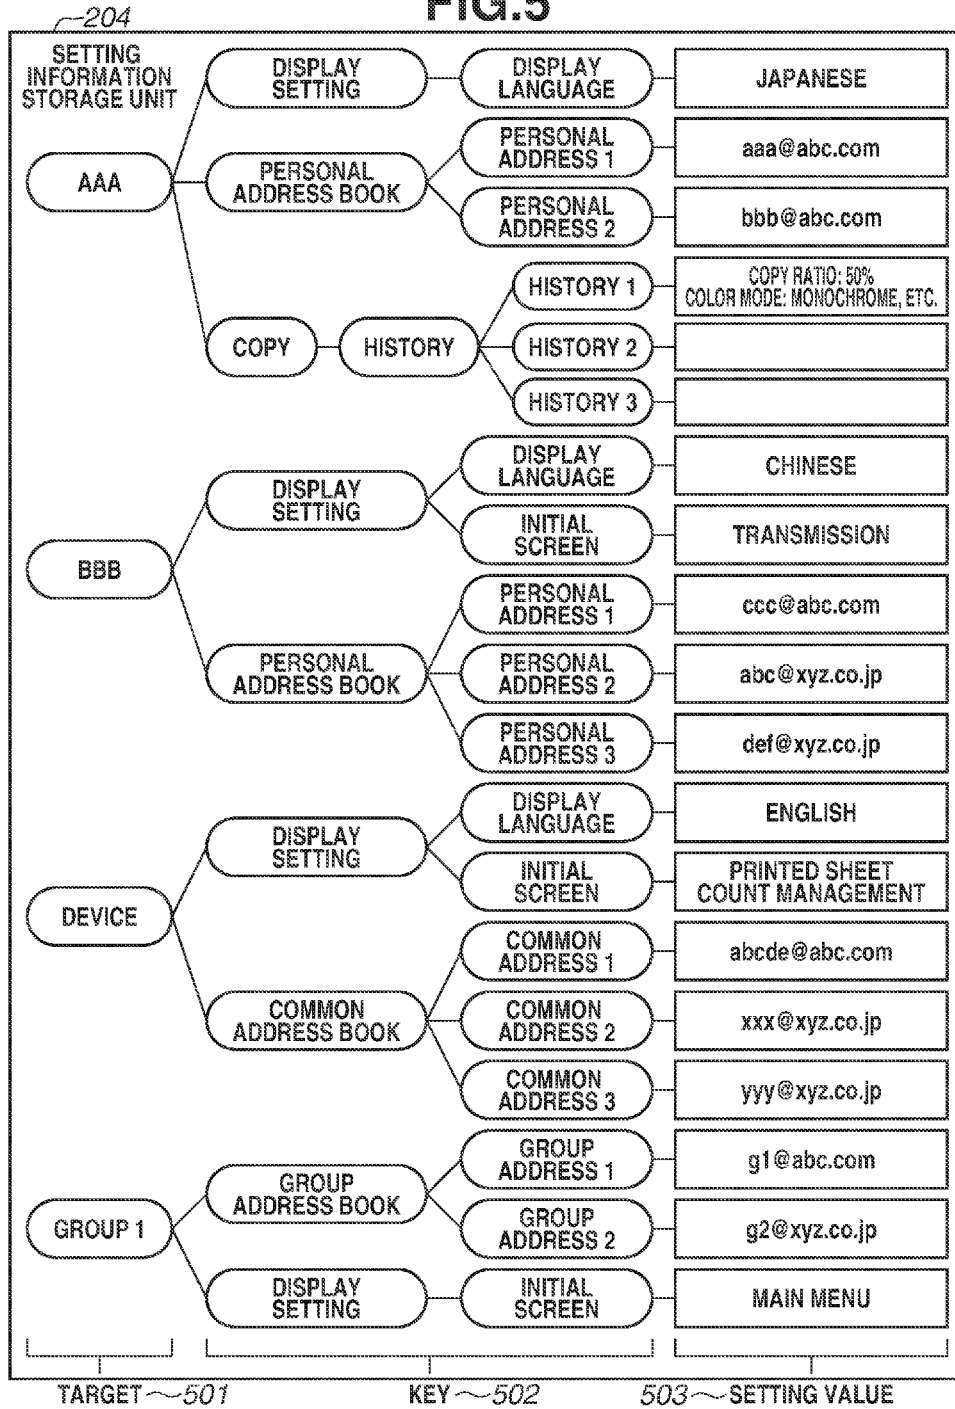 FIG.5
204
SETTING
INFORMATION
STORAGE UNIT
AAA
DISPLAY
SETTING
DISPLAY
LANGUAGE
JAPANESE
PERSONAL
ADDRESS BOOK
PERSONAL
ADDRESS 1
aaa@abc.com
PERSONAL
ADDRESS 2
bbb@abc.com
COPY
HISTORY
HISTORY 1
COPY RATIO: 50%
COLOR MODE: MONOCHROME, ETC.
HISTORY 2
HISTORY 3
BBB
DISPLAY
SETTING
DISPLAY
LANGUAGE
CHINESE
INITIAL
SCREEN
TRANSMISSION
PERSONAL
ADDRESS BOOK
PERSONAL
ADDRESS 1
ccc@abc.com
PERSONAL
ADDRESS 2
abc@xyz.co.jp
PERSONAL
ADDRESS 3
def@xyz.co.jp
DEVICE
DISPLAY
SETTING
DISPLAY
LANGUAGE
ENGLISH
INITIAL
SCREEN
PRINTED SHEET
COUNT MANAGEMENT
COMMON
ADDRESS BOOK
COMMON
ADDRESS 1
abcde@abc.com
COMMON
ADDRESS 2
xxx@xyz.co.jp
COMMON
ADDRESS 3
yyy@xyz.co.jp
GROUP 1
GROUP
ADDRESS BOOK
GROUP
ADDRESS 1
g1@abc.com
GROUP
ADDRESS 2
g2@xyz.co.jp
DISPLAY
SETTING
INITIAL
SCREEN
MAIN MENU
TARGET 501
KEY 502
503 SETTING VALUE